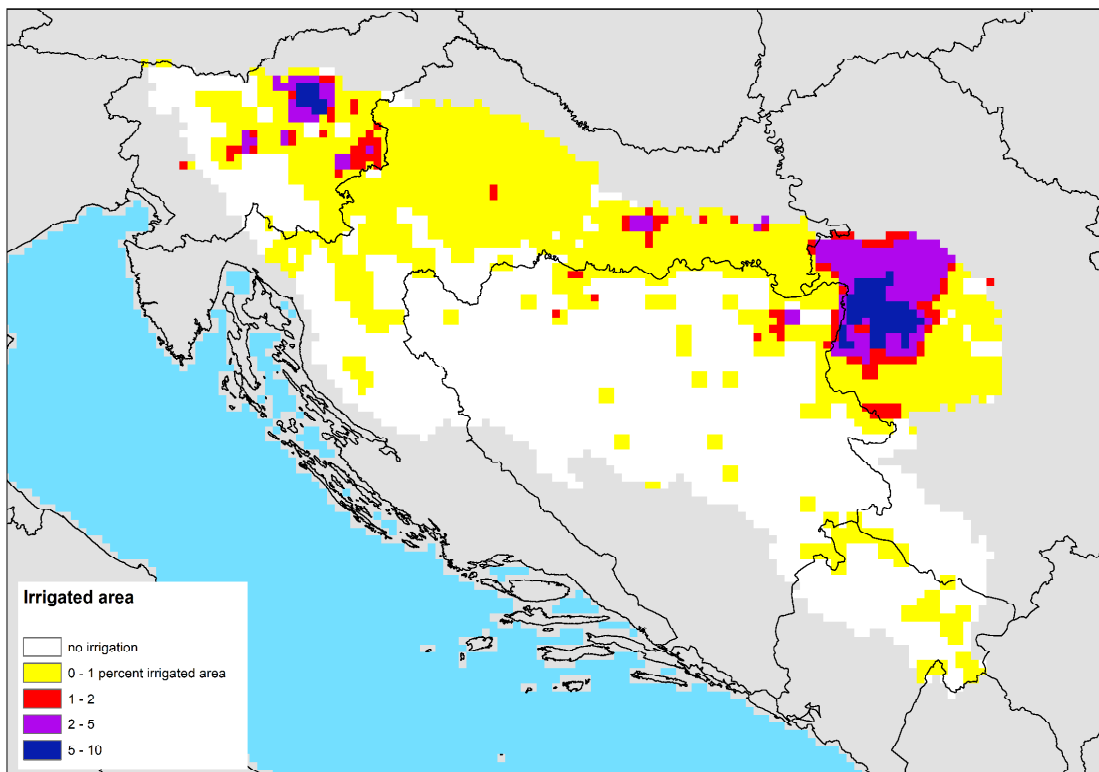 Irrigated area
no irrigation
0 - 1 percent irrigated area
1 - 2
2 - 5
5 - 10